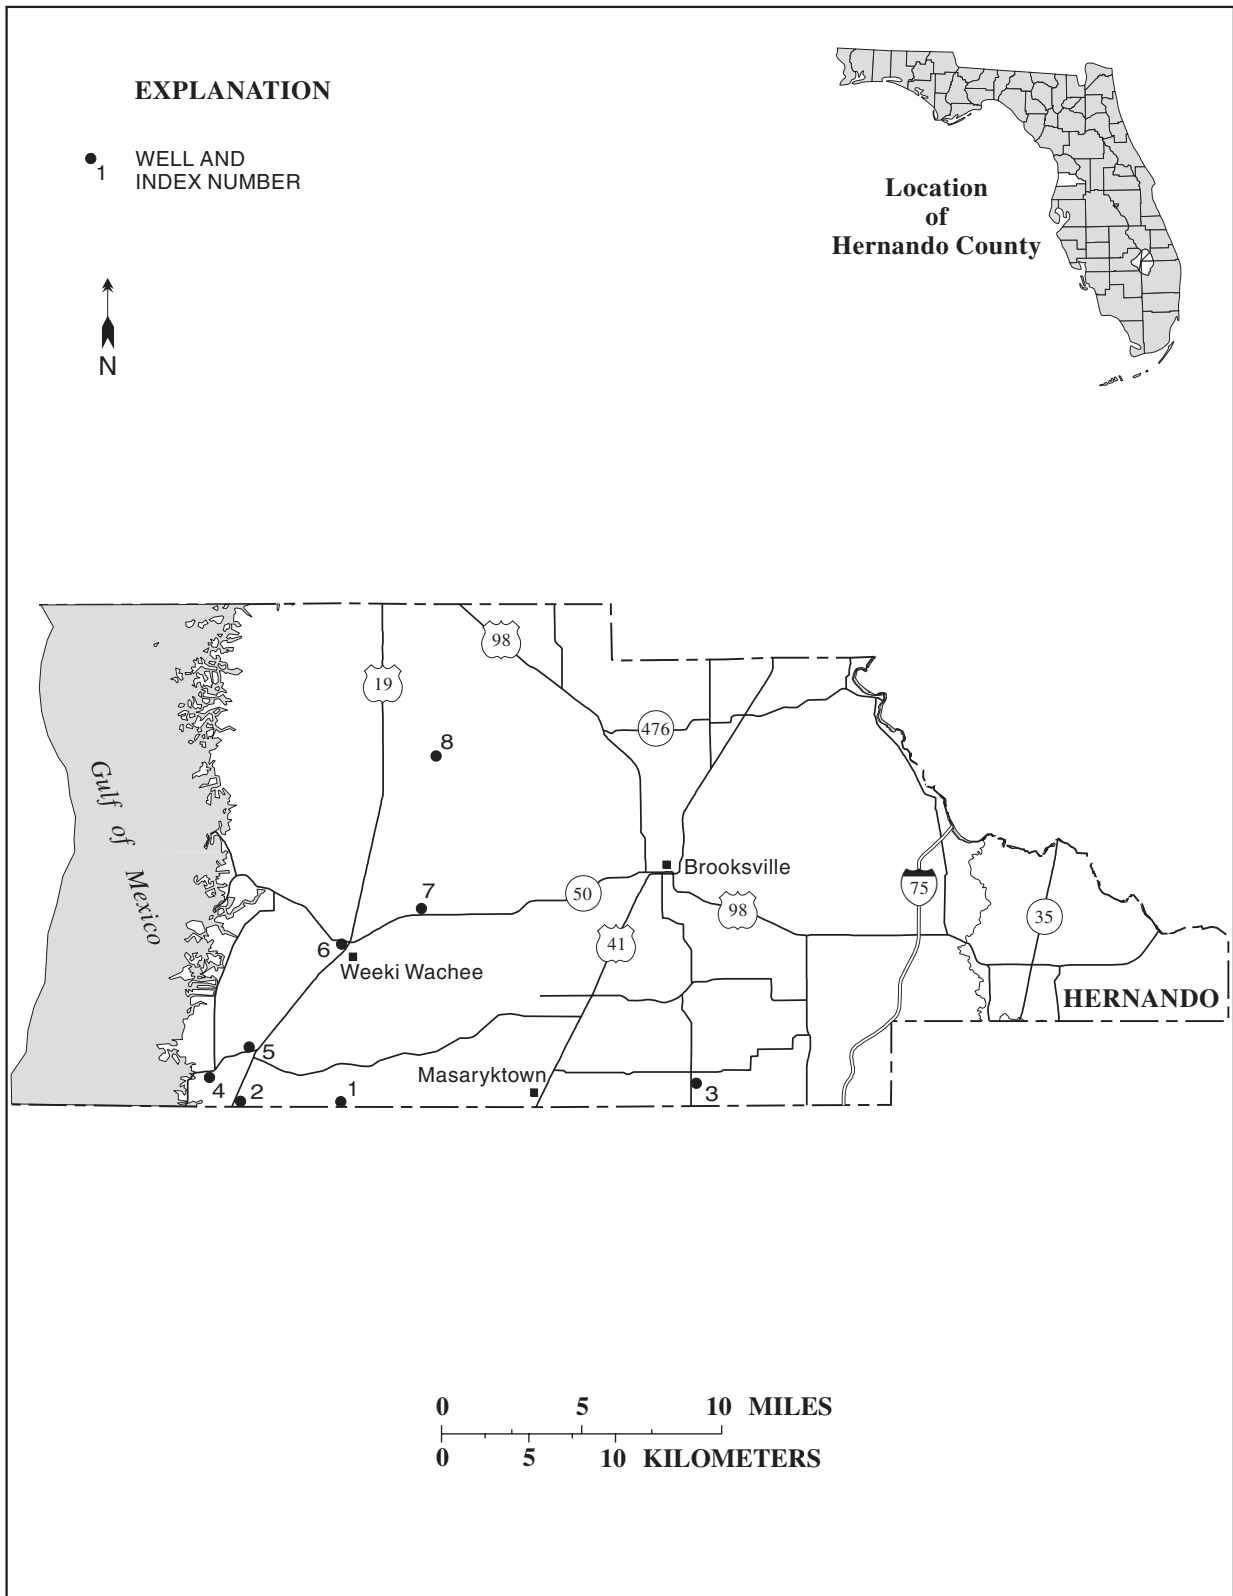 EXPLANATION
1 WELL AND
INDEX NUMBER
N
Location
of
Hernando County
98
19
476
8
Gulf of Mexico
Brooksville
7
50
98
75
35
41
6
Weeki Wachee
HERNANDO
5
Masaryktown
4
2
1
3
0 5 10 MILES
0 5 10 KILOMETERS